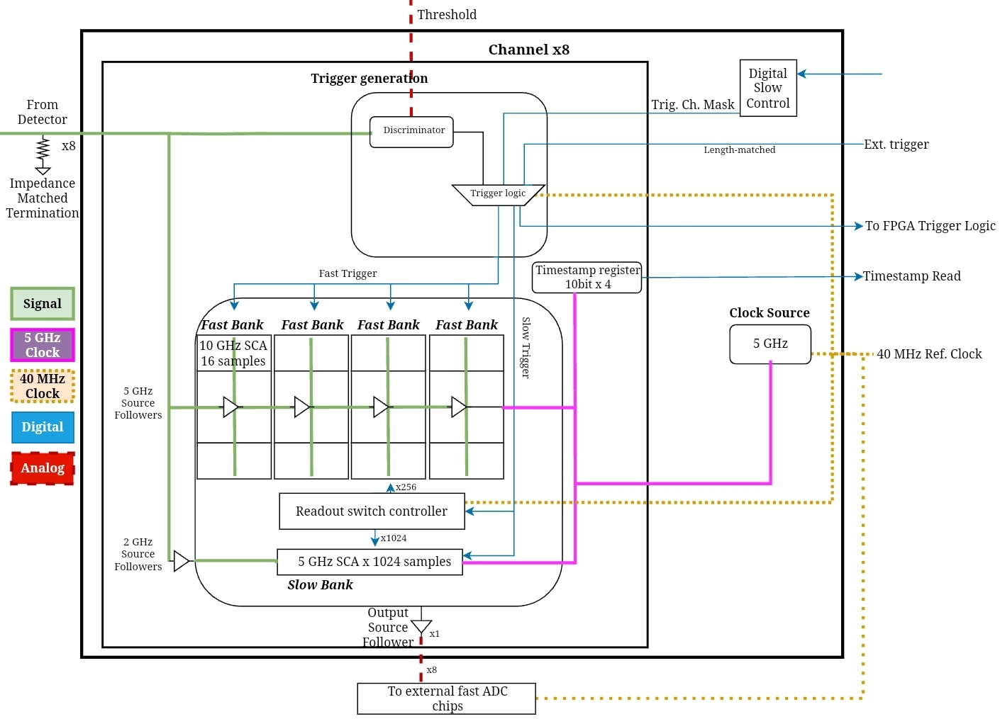 Threshold
Channel x8
Trigger generation
Digital
Slow
Control
From
Detector
Trig. Ch. Mask
Discriminator
x8
Length-matched
Ext. trigger
Impedance
Matched
Termination
Trigger logic
To FPGA Trigger Logic
Fast Trigger
Timestamp register
10bit x 4
Timestamp Read
Signal
5 GHz
Clock
40 MHz
Clock
Digital
Analog
Clock Source
5 GHz
40 MHz Ref. Clock
Fast Bank
Fast Bank
Fast Bank
Fast Bank
Slow Trigger
10 GHz SCA
16 samples
5 GHz
Source
Followers
x256
Readout switch controller
x1024
2 GHz
Source
Followers
5 GHz SCA x 1024 samples
Slow Bank
Output
Source
Follower
x1
x8
To external fast ADC
chips